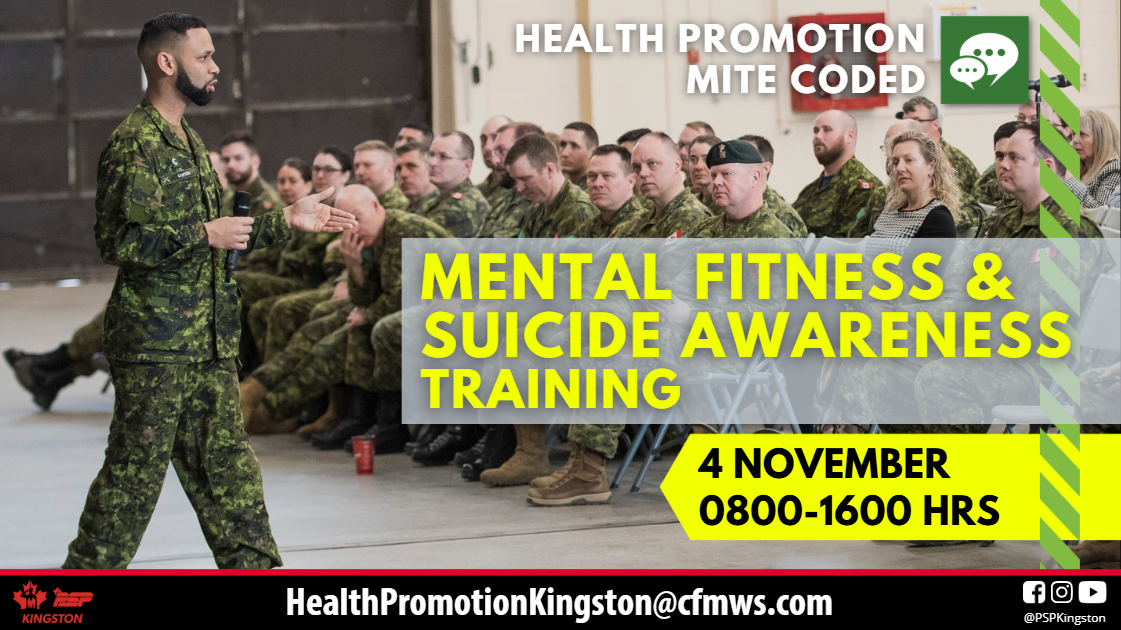 HEALTH PROMOTION
MITE CODED
MENTAL FITNESS &
SUICIDE AWARENESS
TRAINING
4 NOVEMBER
0800-1600 HRS
PSP
KINGSTON
HealthPromotionKingston@cfmws.com
@PSPKingston